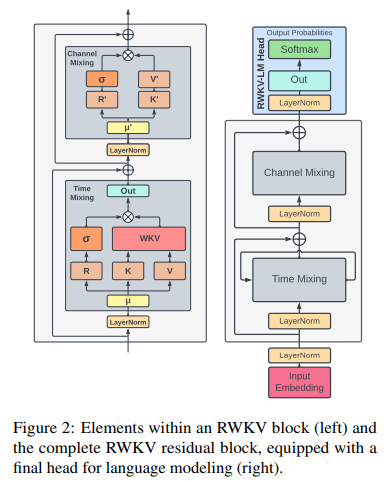 Channel
Mixing
σ
V'
R'
K'
μ'
LayerNorm
Time
Mixing
Out
σ
WKV
R
K
V
μ
LayerNorm
Output Probabilities
RWKV-LM Head
Softmax
Out
LayerNorm
Channel Mixing
LayerNorm
Time Mixing
LayerNorm
LayerNorm
Input
Embedding
Figure 2: Elements within an RWKV block (left) and
the complete RWKV residual block, equipped with a
final head for language modeling (right).